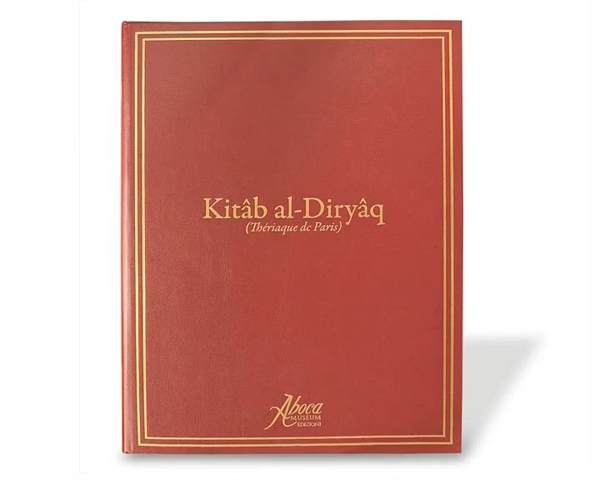 Kitâb al-Diryâq
(Thériaque de Paris)
Aboca
MUSEUM
EDIZIONI